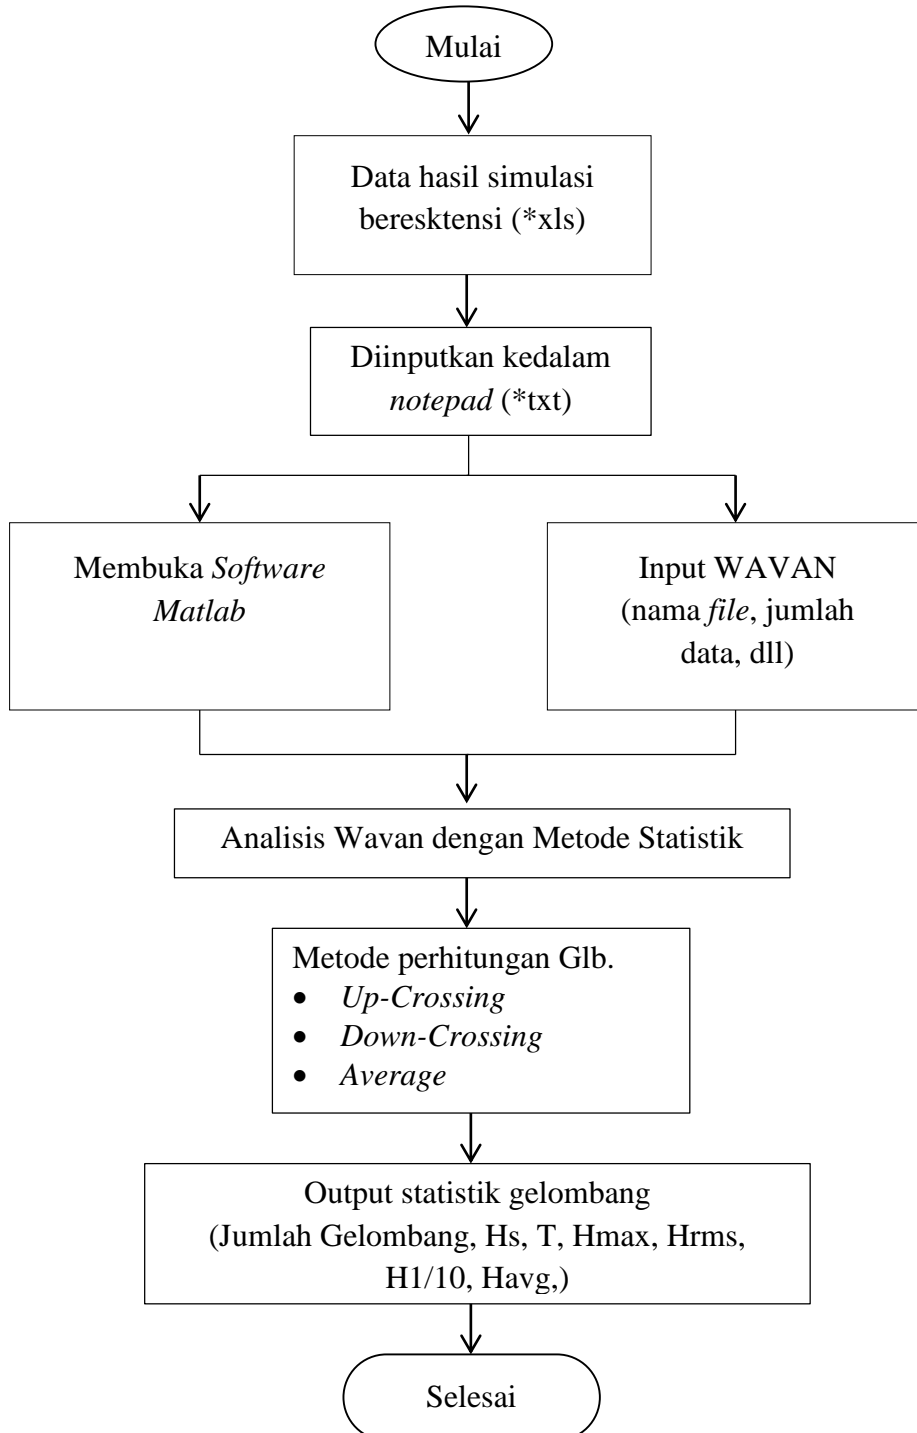 Mulai
Data hasil simulasi
beresktensi (*xls)
Diinputkan kedalam
notepad (*txt)
Membuka Software
Matlab
Input WAVAN
(nama file, jumlah
data, dll)
Analisis Wavan dengan Metode Statistik
Metode perhitungan Glb.
• Up-Crossing
• Down-Crossing
• Average
Output statistik gelombang
(Jumlah Gelombang, Hs, T, Hmax, Hrms,
H1/10, Havg,)
Selesai